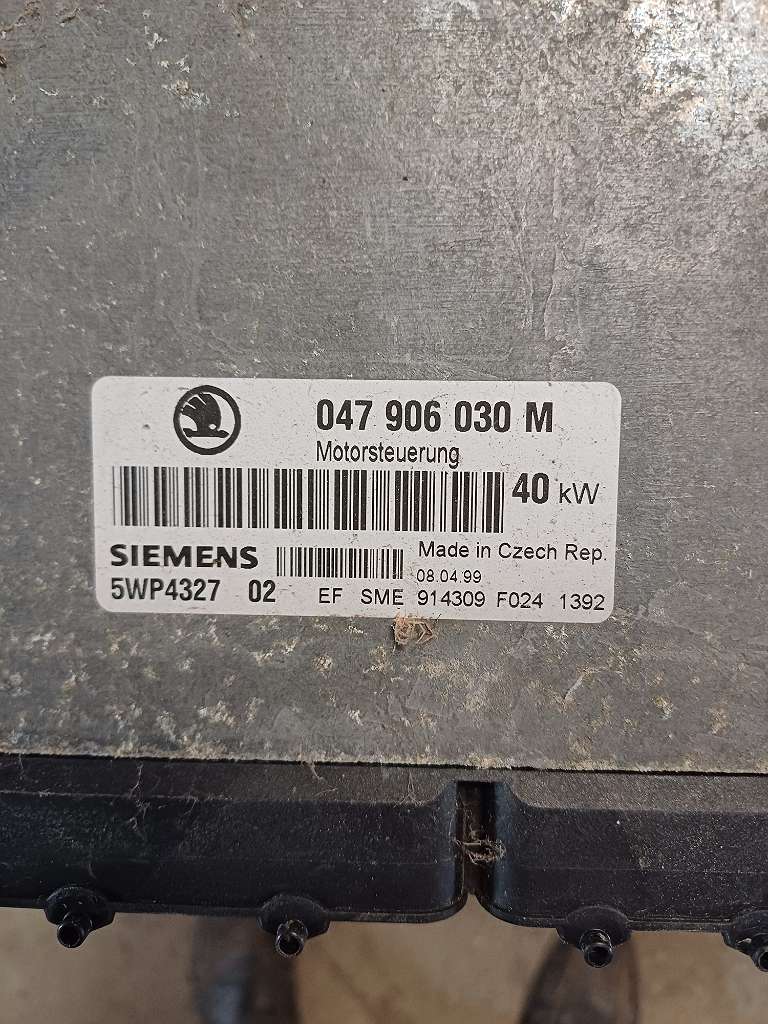 047 906 030 M
Motorsteuerung
40 kW
SIEMENS
Made in Czech Rep.
08.04.99
5WP4327 02 EF SME 914309 F024 1392